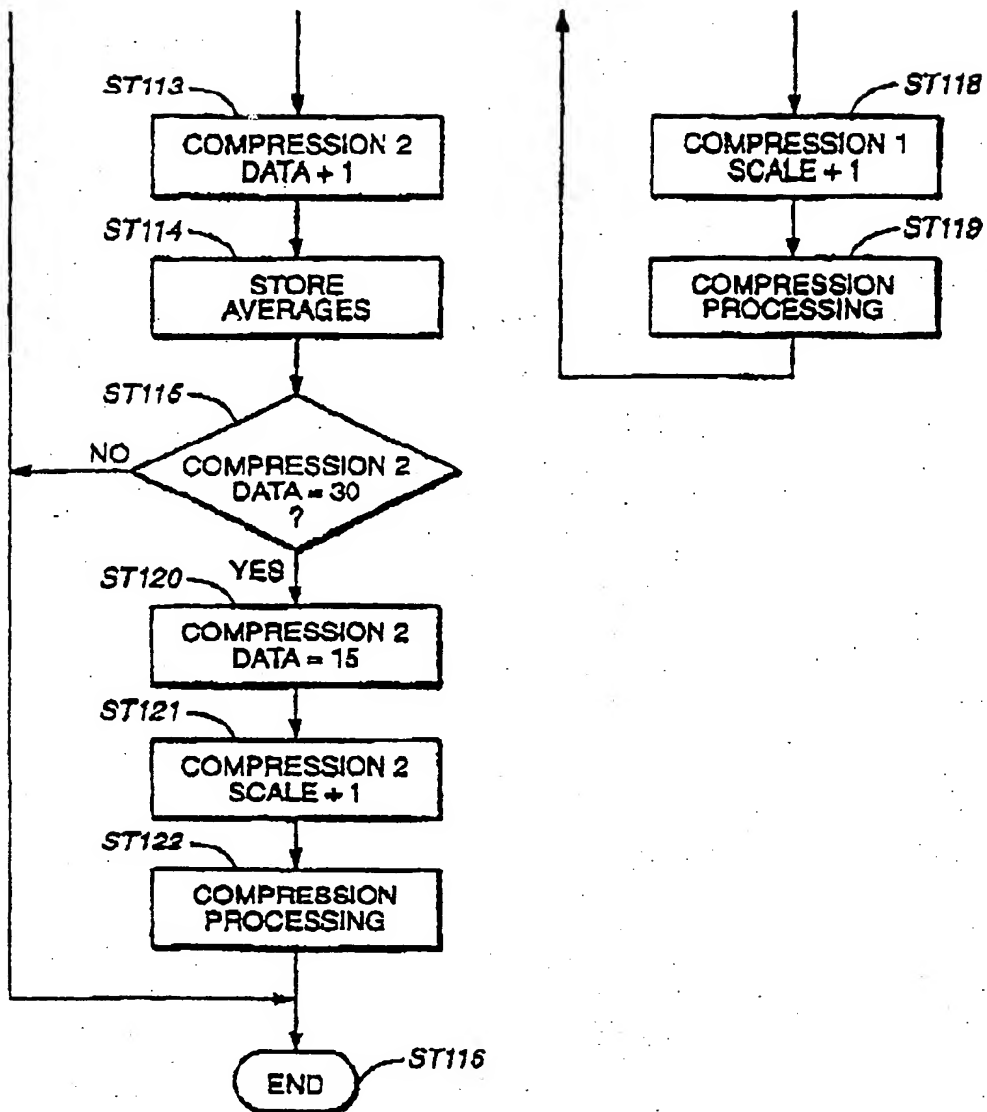 ST113
COMPRESSION 2
DATA + 1
ST114
STORE
AVERAGES
ST115
NO
COMPRESSION 2
DATA = 30
?
YES
ST120
COMPRESSION 2
DATA = 15
ST121
COMPRESSION 2
SCALE + 1
ST122
COMPRESSION
PROCESSING
END
ST116
ST118
COMPRESSION 1
SCALE + 1
ST119
COMPRESSION
PROCESSING